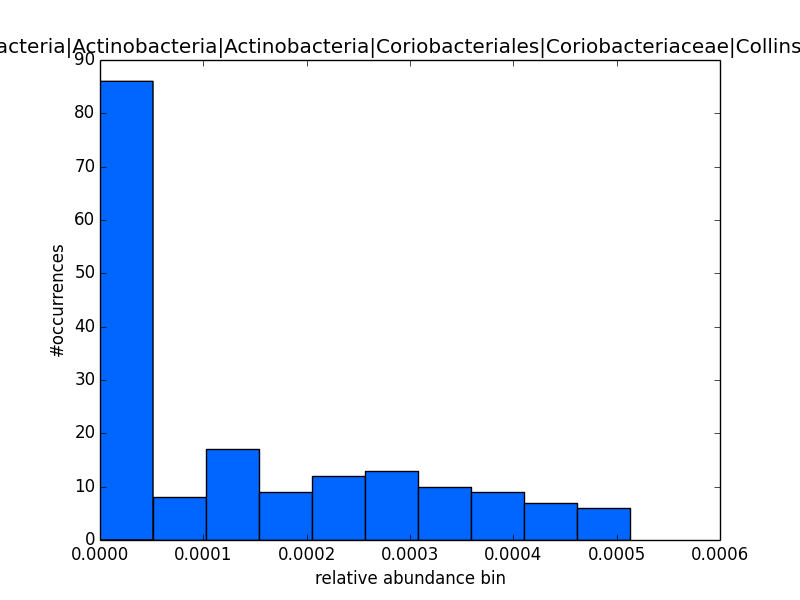 acteria|Actinobacteria|Actinobacteria|Coriobacteriales|Coriobacteriaceae|Collins
90
80
70
60
50
40
30
20
10
0
#occurrences
0.0000 0.0001 0.0002 0.0003 0.0004 0.0005 0.0006
relative abundance bin